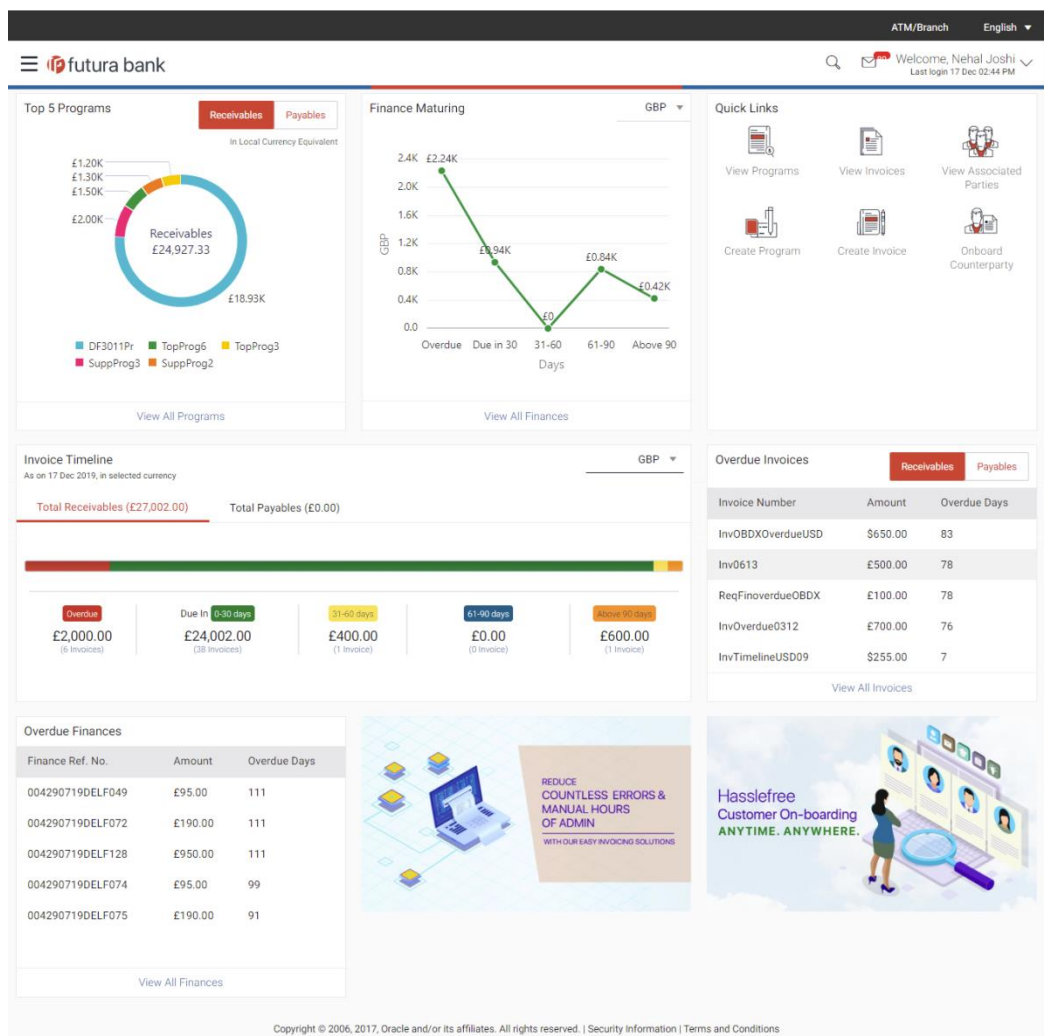 ATM/Branch English
futura bank
Welcome, Nehal Joshi
Last login 17 Dec 02:44 PM
Top 5 Programs
Receivables Payables
In Local Currency Equivalent
£1.20K
£1.30K
£1.50K
£2.00K
Receivables
£24,927.33
£18.93K
DF3011Pr TopProg6 TopProg3
SuppProg3 SuppProg2
View All Programs
Finance Maturing GBP
2.4K £2.24K
2.0K
1.6K
1.2K £0.94K £0.84K
GBP
0.8K £0.42K
0.4K £0
0.0
Overdue Due in 30 31-60 61-90 Above 90
Days
View All Finances
Quick Links
View Programs View Invoices View Associated Parties
Create Program Create Invoice Onboard Counterparty
Invoice Timeline GBP
As on 17 Dec 2019, in selected currency
Total Receivables (£27,002.00) Total Payables (£0.00)
Overdue Due In 0-30 days 31-60 days 61-90 days Above 90 days
£2,000.00 £24,002.00 £400.00 £0.00 £600.00
(6 Invoices) (38 Invoices) (1 Invoice) (0 Invoice) (1 Invoice)
Overdue Invoices Receivables Payables
Invoice Number Amount Overdue Days
InvOBDXOverdueUSD $650.00 83
Inv0613 £500.00 78
ReqFinoverdueOBDX £100.00 78
InvOverdue0312 £700.00 76
InvTimelineUSD09 $255.00 7
View All Invoices
Overdue Finances
Finance Ref. No. Amount Overdue Days
004290719DELF049 £95.00 111
004290719DELF072 £190.00 111
004290719DELF128 £950.00 111
004290719DELF074 £95.00 99
004290719DELF075 £190.00 91
View All Finances
REDUCE
COUNTLESS ERRORS &
MANUAL HOURS
OF ADMIN
WITH OUR EASY INVOICING SOLUTIONS
Hasslefree
Customer On-boarding
ANYTIME. ANYWHERE.
Copyright © 2006, 2017, Oracle and/or its affiliates. All rights reserved. | Security Information | Terms and Conditions